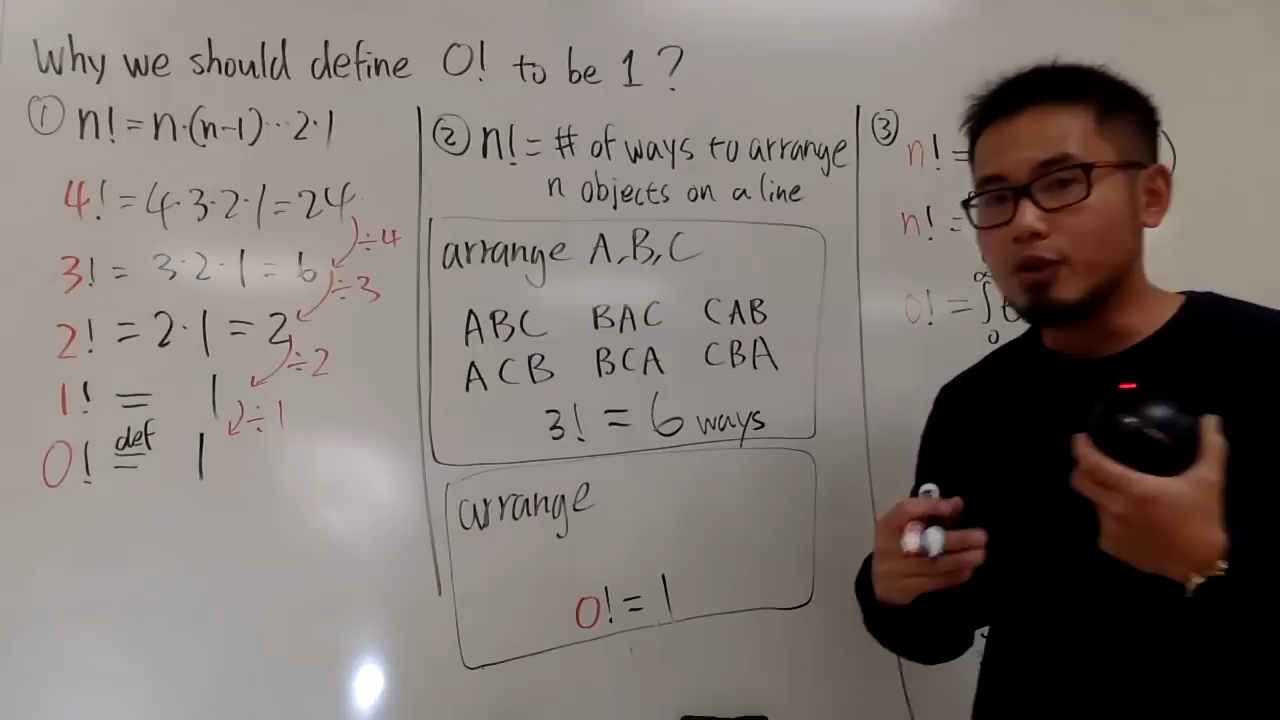 Why we should define 0! to be 1?
① n! = n·(n-1)···2·1
4! = 4·3·2·1 = 24
÷4
3! = 3·2·1 = 6
÷3
2! = 2·1 = 2
÷2
1! = 1
÷1
0! def= 1
② n! = # of ways to arrange
n objects on a line
arrange A,B,C
ABC BAC CAB
ACB BCA CBA
3! = 6 ways
arrange
0! = 1
③ n! =
n! =
0! = ∫₀^∞ t